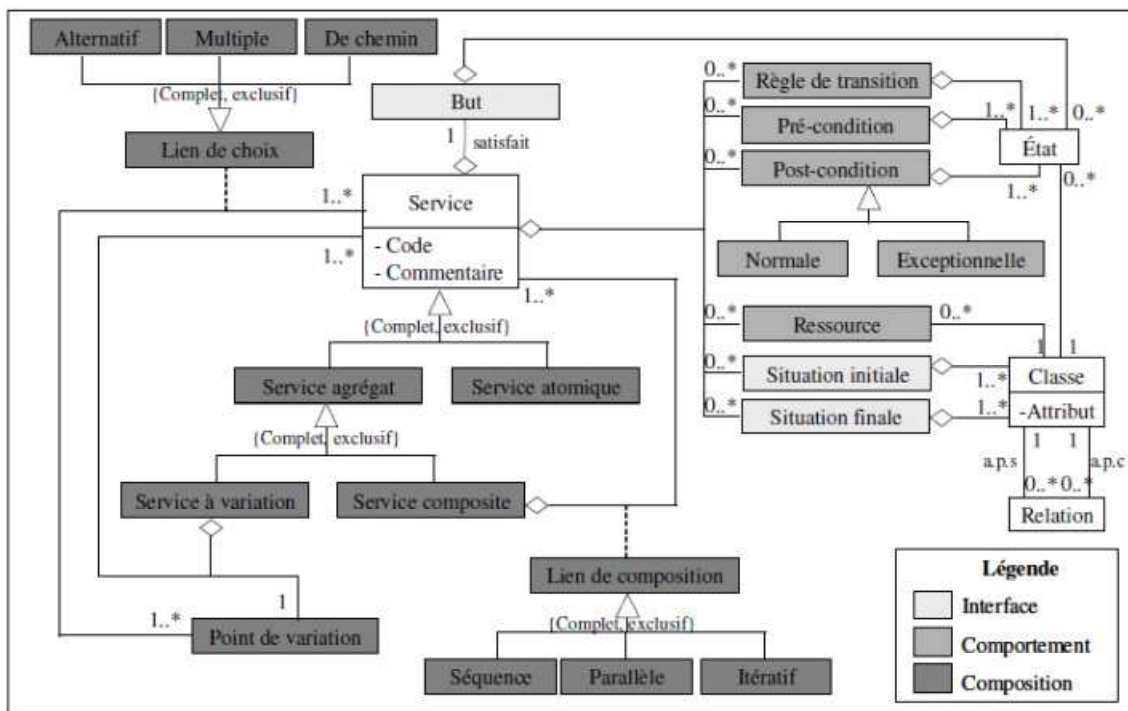 Alternatif
Multiple
De chemin
{Complet, exclusif}
Lien de choix
But
1
satisfait
Service
- Code
- Commentaire
1..*
1..*
1..*
{Complet, exclusif}
Service agrégat
Service atomique
{Complet, exclusif}
Service à variation
Service composite
1..*
1
Point de variation
Lien de composition
{Complet, exclusif}
Séquence
Parallèle
Itératif
0..*
Règle de transition
0..*
Pré-condition
0..*
Post-condition
1..*
1..*
0..*
État
1..*
0..*
Normale
Exceptionnelle
0..*
Ressource
0..*
1
1
0..*
Situation initiale
1..*
Classe
0..*
Situation finale
1..*
-Attribut
1
1
a.p.s
a.p.c
0..*
0..*
Relation
Légende
Interface
Comportement
Composition